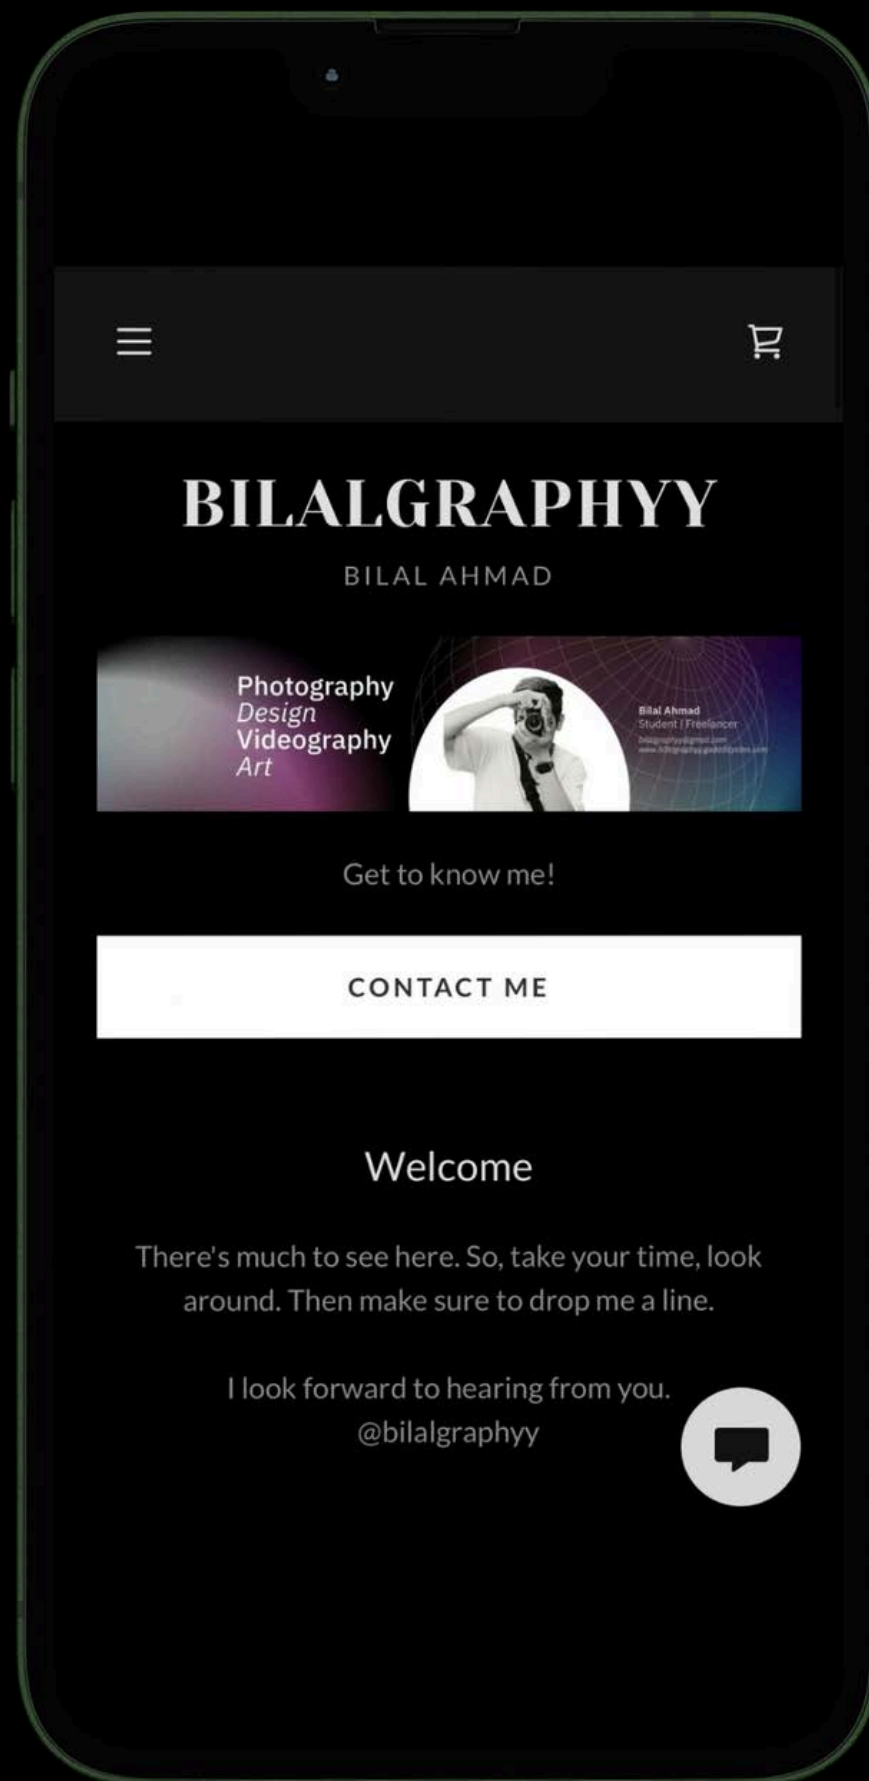 BILALGRAPHYY
BILAL AHMAD
Photography
Design
Videography
Art
Bilal Ahmad
Student | Freelancer
Get to know me!
CONTACT ME
Welcome
There's much to see here. So, take your time, look
around. Then make sure to drop me a line.
I look forward to hearing from you.
@bilalgraphyy